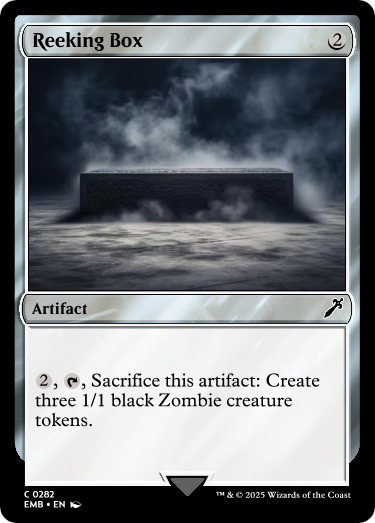 Reeking Box 2
Artifact
2, , Sacrifice this artifact: Create
three 1/1 black Zombie creature
tokens.
C 0282
EMB • EN
™ & © 2025 Wizards of the Coast